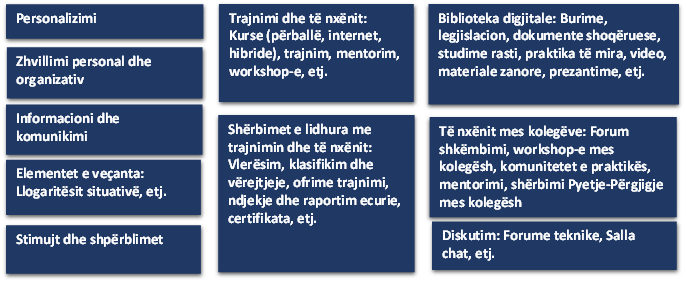 Personalizimi
Zhvillimi personal dhe
organizativ
Informacioni dhe
komunikimi
Elementet e veçanta:
Llogaritësit situativë, etj.
Stimujt dhe shpërblimet
Trajnimi dhe të nxënit:
Kurse (përballë, internet,
hibride), trajnim, mentorim,
workshop-e, etj.
Shërbimet e lidhura me
trajnimin dhe të nxënit:
Vlerësim, klasifikim dhe
vërejtjeje, ofrime trajnimi,
ndjekje dhe raportim ecurie,
certifikata, etj.
Biblioteka digjitale: Burime,
legjislacion, dokumente shoqëruese,
studime rasti, praktika të mira, video,
materiale zanore, prezantime, etj.
Të nxënit mes kolegëve: Forum
shkëmbimi, workshop-e mes
kolegësh, komunitetet e praktikës,
mentorimi, shërbimi Pyetje-Përgjigje
mes kolegësh
Diskutim: Forume teknike, Salla
chat, etj.